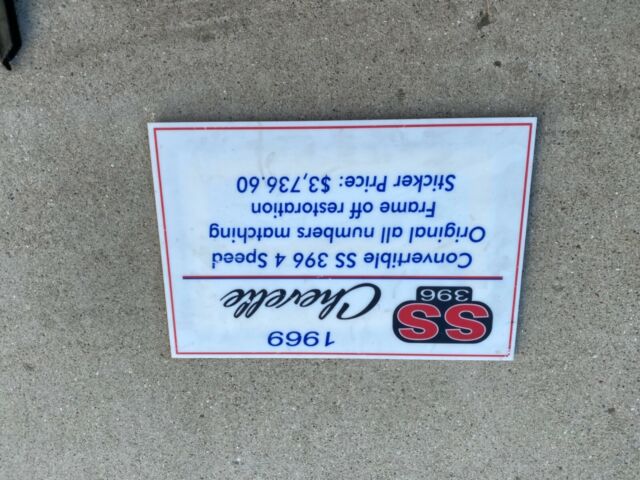 1969
SS
396
Chevelle
Convertible SS 396 4 Speed
Original all numbers matching
Frame off restoration
Sticker Price: $3,736.60